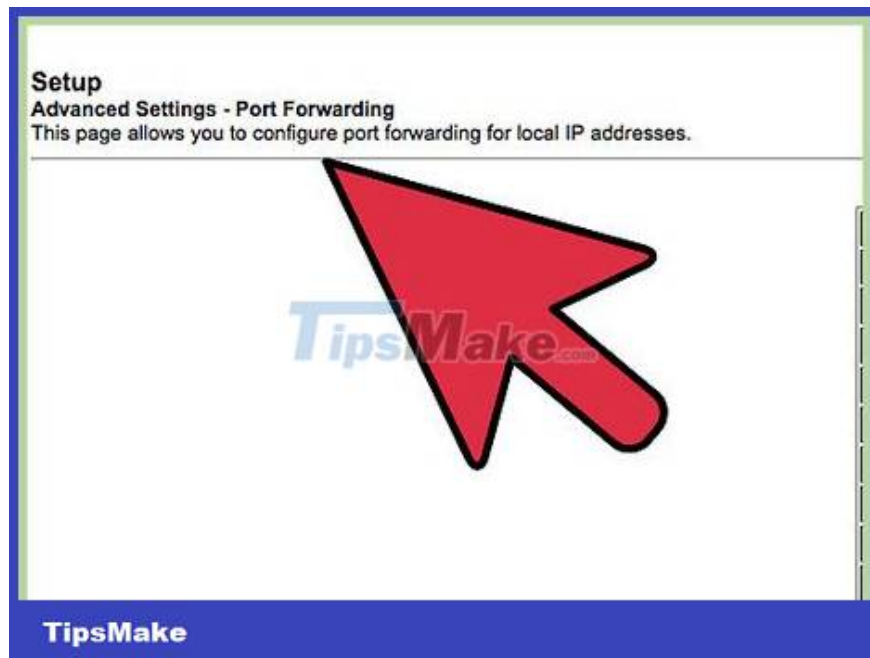 Setup
Advanced Settings - Port Forwarding
This page allows you to configure port forwarding for local IP addresses.
TipsMake.com
TipsMake